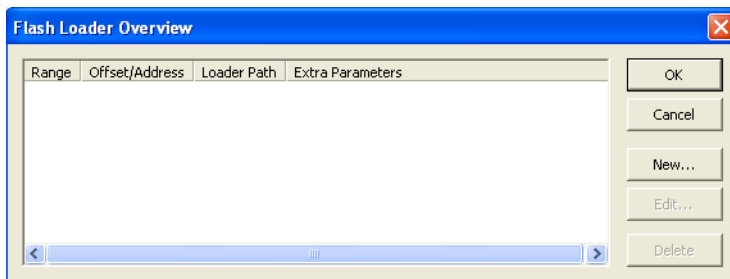 Flash Loader Overview
Range Offset/Address Loader Path Extra Parameters
OK
Cancel
New...
Edit...
Delete